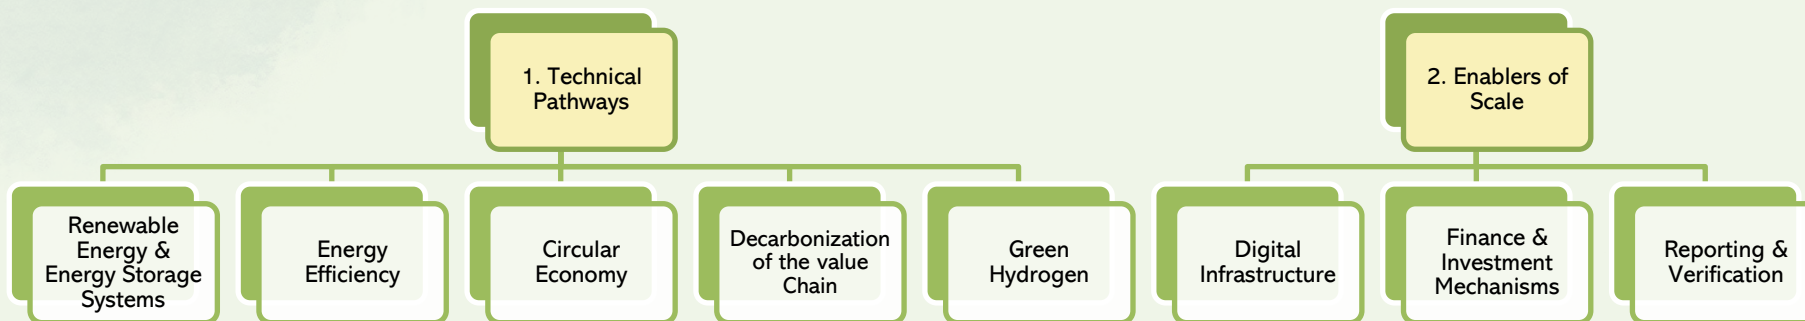 1. Technical
Pathways
2. Enablers of
Scale
Renewable
Energy &
Energy Storage
Systems
Energy
Efficiency
Circular
Economy
Decarbonization
of the value
Chain
Green
Hydrogen
Digital
Infrastructure
Finance &
Investment
Mechanisms
Reporting &
Verification